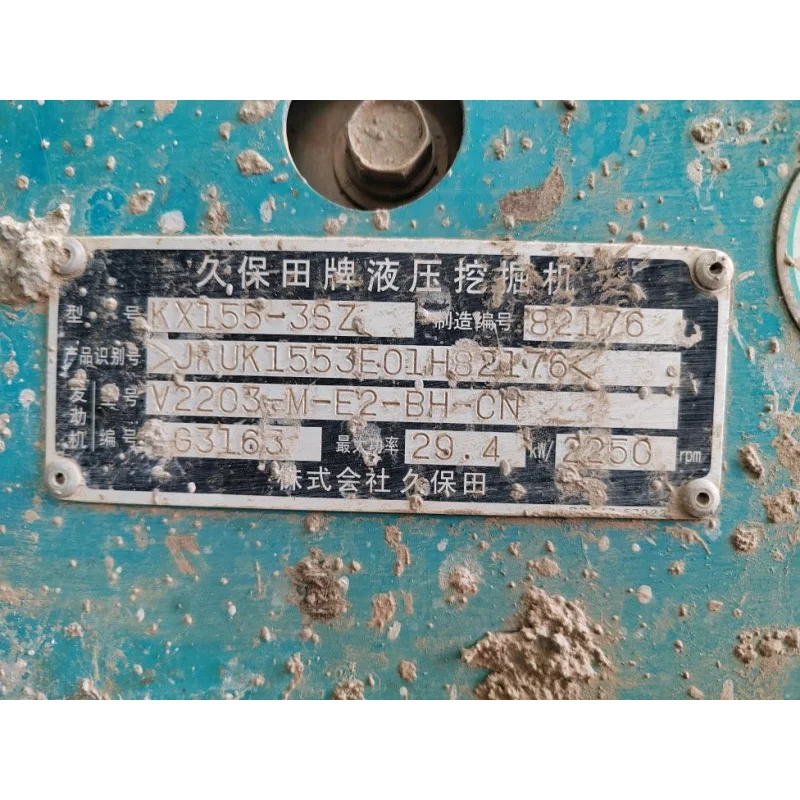 久保田牌液压挖掘机
型号 KX155-3SZ 制造编号 82176
产品识别号 >JKUK1553E01H82176<
发动机 型号 V2203-M-E2-BH-CN
编号 G3163 最大功率 29.4 kW/ 2250 rpm
株式会社久保田